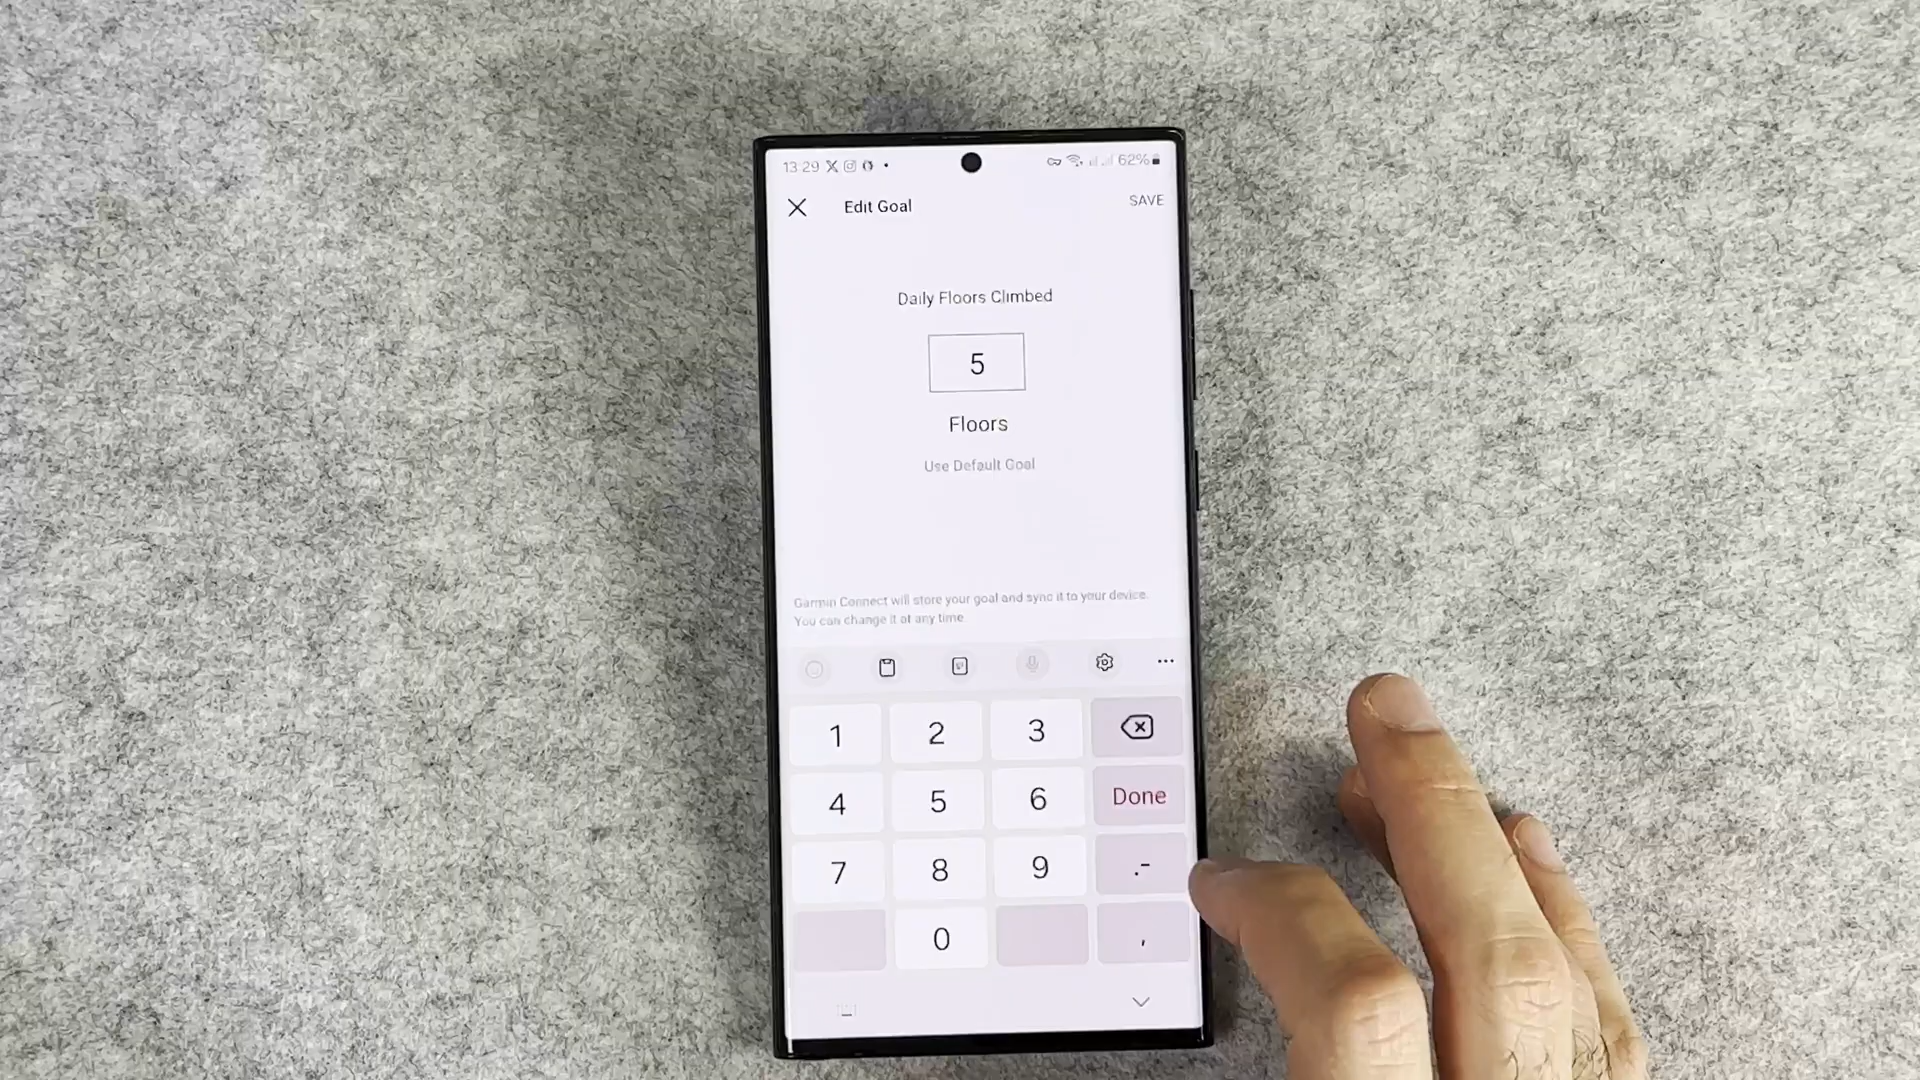 13:29 62%
Edit Goal
SAVE
Daily Floors Climbed
5
Floors
Use Default Goal
Garmin Connect will store your goal and sync it to your device.
You can change it at any time
1 2 3
4 5 6 Done
7 8 9 .-
0 ,